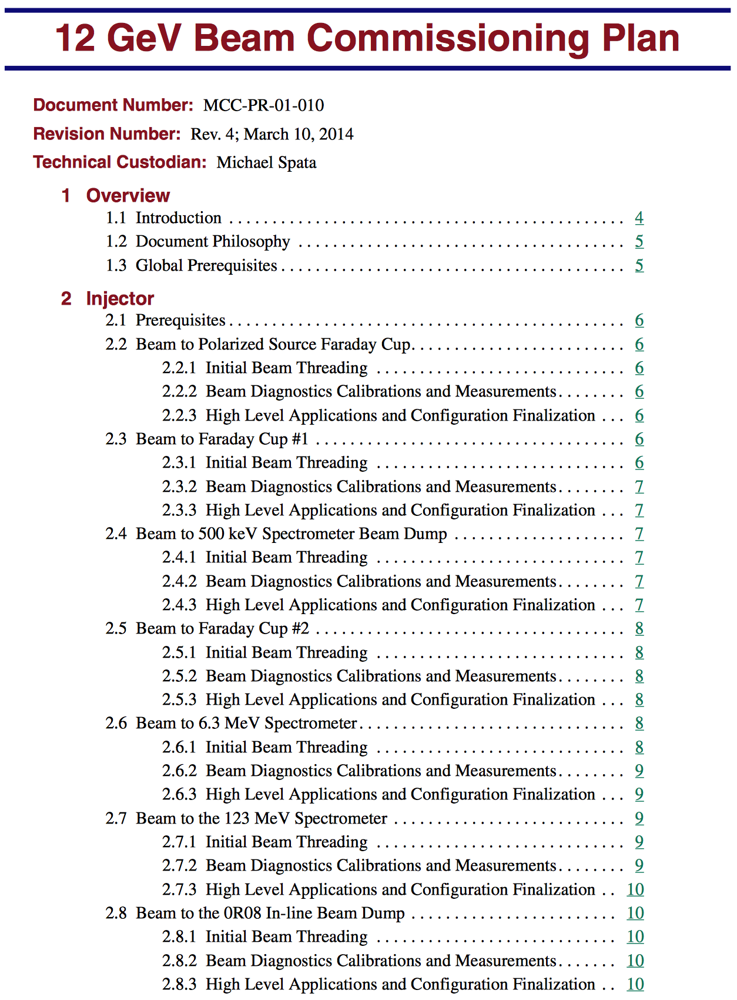 12 GeV Beam Commissioning Plan
Document Number: MCC-PR-01-010
Revision Number: Rev. 4; March 10, 2014
Technical Custodian: Michael Spata
1 Overview
1.1 Introduction . . . . . . . . . . . . . . . . . . . . . . . . . . . . . . . . . . . . . . . . . . . . . . 4
1.2 Document Philosophy . . . . . . . . . . . . . . . . . . . . . . . . . . . . . . . . . . . . . . 5
1.3 Global Prerequisites . . . . . . . . . . . . . . . . . . . . . . . . . . . . . . . . . . . . . . . . 5
2 Injector
2.1 Prerequisites . . . . . . . . . . . . . . . . . . . . . . . . . . . . . . . . . . . . . . . . . . . . . . 6
2.2 Beam to Polarized Source Faraday Cup. . . . . . . . . . . . . . . . . . . . . . . . . 6
2.2.1 Initial Beam Threading . . . . . . . . . . . . . . . . . . . . . . . . . . . . . 6
2.2.2 Beam Diagnostics Calibrations and Measurements. . . . . . . . 6
2.2.3 High Level Applications and Configuration Finalization . . . 6
2.3 Beam to Faraday Cup #1 . . . . . . . . . . . . . . . . . . . . . . . . . . . . . . . . . . . . 6
2.3.1 Initial Beam Threading . . . . . . . . . . . . . . . . . . . . . . . . . . . . . 6
2.3.2 Beam Diagnostics Calibrations and Measurements. . . . . . . . 7
2.3.3 High Level Applications and Configuration Finalization . . . 7
2.4 Beam to 500 keV Spectrometer Beam Dump . . . . . . . . . . . . . . . . . . . . 7
2.4.1 Initial Beam Threading . . . . . . . . . . . . . . . . . . . . . . . . . . . . . 7
2.4.2 Beam Diagnostics Calibrations and Measurements. . . . . . . . 7
2.4.3 High Level Applications and Configuration Finalization . . . 7
2.5 Beam to Faraday Cup #2 . . . . . . . . . . . . . . . . . . . . . . . . . . . . . . . . . . . . 8
2.5.1 Initial Beam Threading . . . . . . . . . . . . . . . . . . . . . . . . . . . . . 8
2.5.2 Beam Diagnostics Calibrations and Measurements. . . . . . . . 8
2.5.3 High Level Applications and Configuration Finalization . . . 8
2.6 Beam to 6.3 MeV Spectrometer. . . . . . . . . . . . . . . . . . . . . . . . . . . . . . . 8
2.6.1 Initial Beam Threading . . . . . . . . . . . . . . . . . . . . . . . . . . . . . 8
2.6.2 Beam Diagnostics Calibrations and Measurements. . . . . . . . 9
2.6.3 High Level Applications and Configuration Finalization . . . 9
2.7 Beam to the 123 MeV Spectrometer . . . . . . . . . . . . . . . . . . . . . . . . . . . 9
2.7.1 Initial Beam Threading . . . . . . . . . . . . . . . . . . . . . . . . . . . . . 9
2.7.2 Beam Diagnostics Calibrations and Measurements. . . . . . . . 9
2.7.3 High Level Applications and Configuration Finalization . . 10
2.8 Beam to the 0R08 In-line Beam Dump . . . . . . . . . . . . . . . . . . . . . . . . 10
2.8.1 Initial Beam Threading . . . . . . . . . . . . . . . . . . . . . . . . . . . . 10
2.8.2 Beam Diagnostics Calibrations and Measurements. . . . . . . 10
2.8.3 High Level Applications and Configuration Finalization . . 10